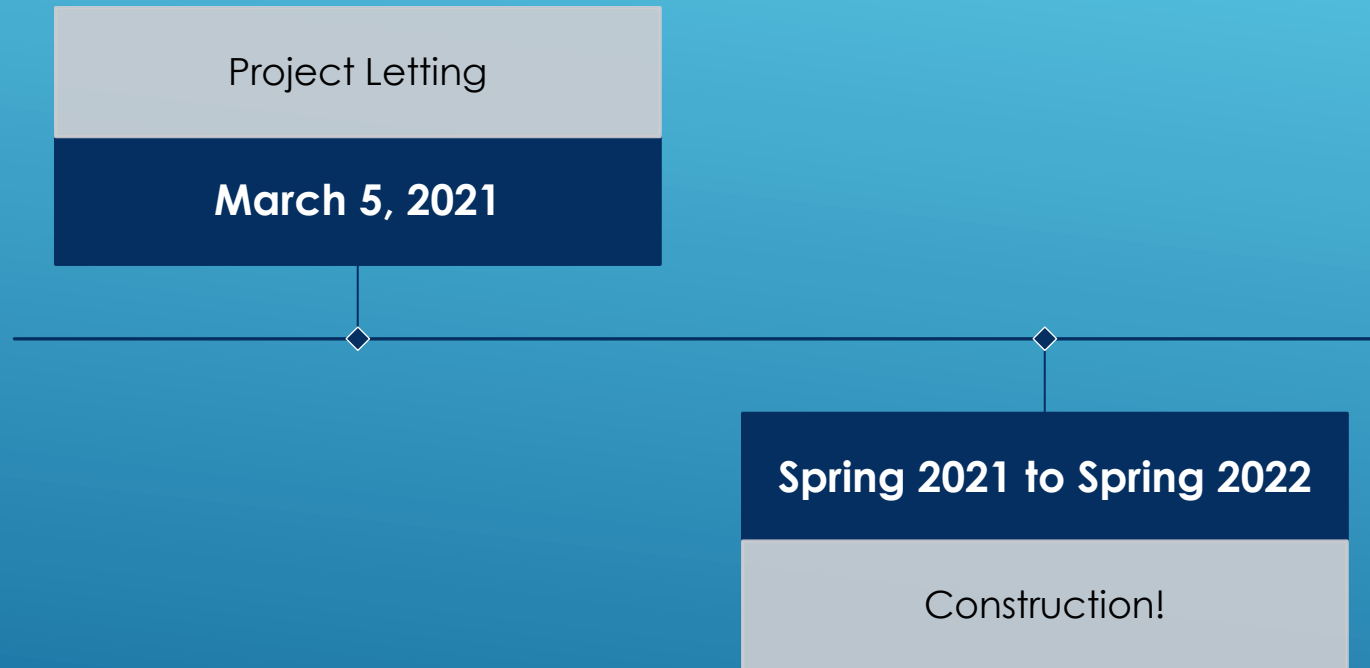 Project Letting
March 5, 2021
Spring 2021 to Spring 2022
Construction!